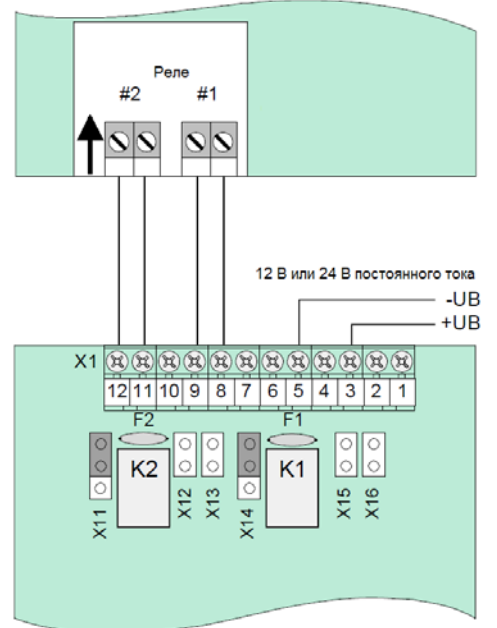 Реле
#2 #1
12 В или 24 В постоянного тока
-UB
+UB
X1
12 11 10 9 8 7 6 5 4 3 2 1
F2 F1
K2 K1
X11 X12 X13 X14 X15 X16